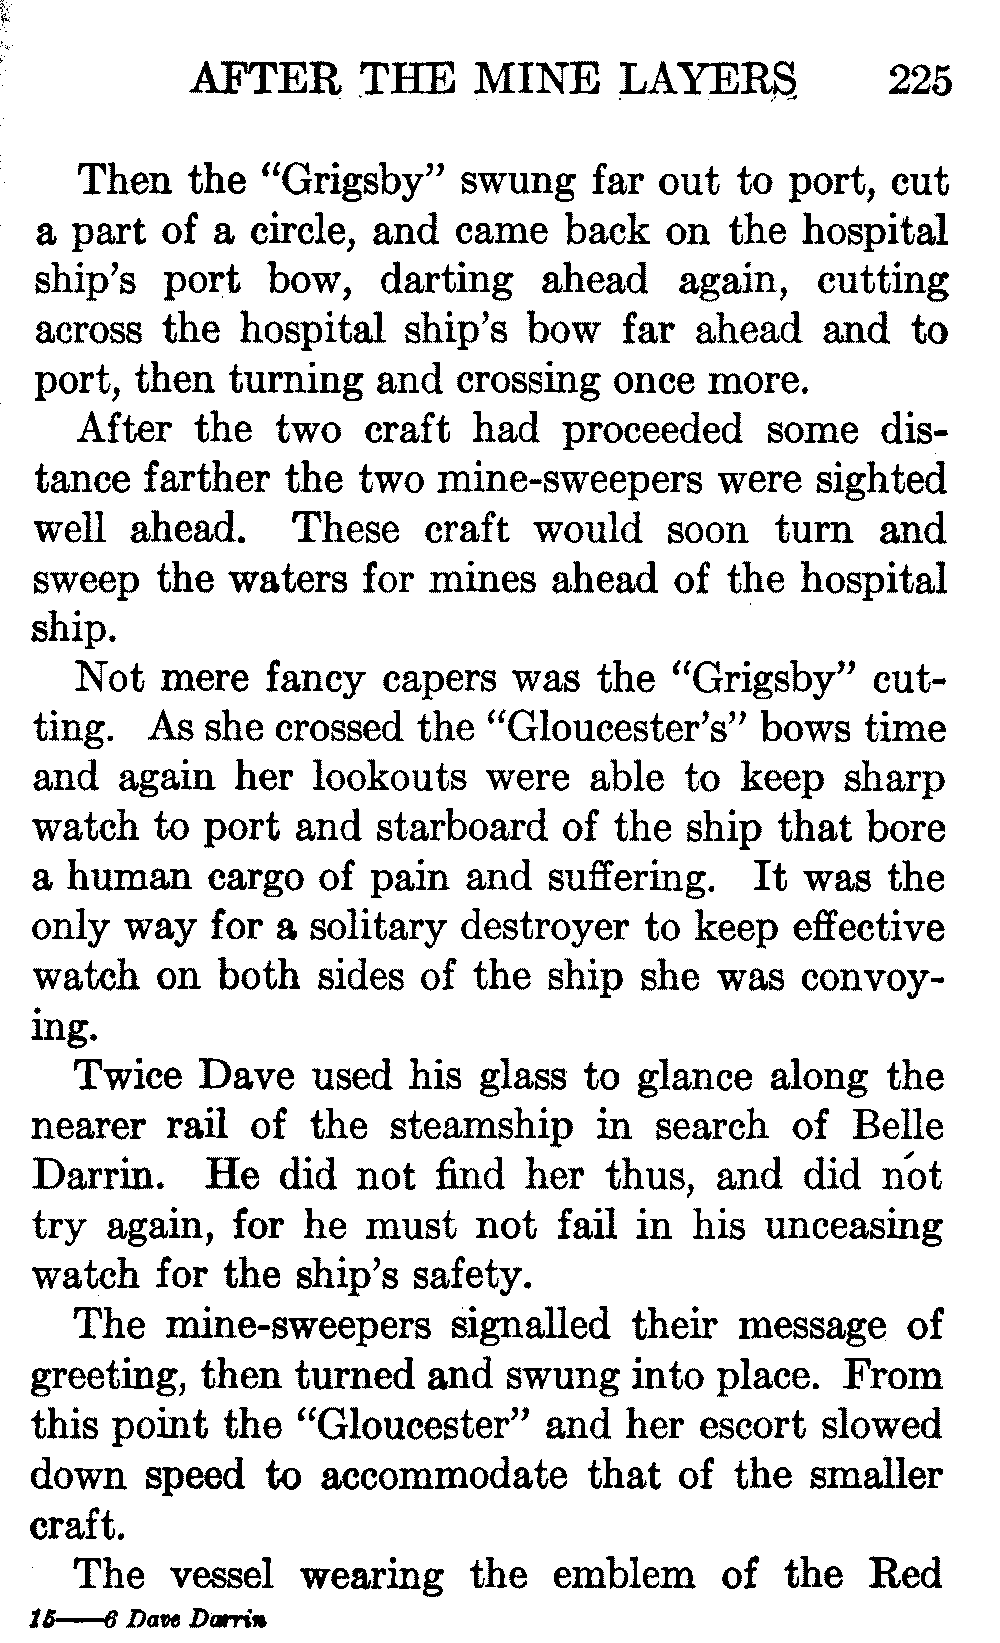 AFTER THE MINE LAYERS 225
Then the “Grigsby” swung far out to port, cut
a part of a circle, and came back on the hospital
ship's port bow, darting ahead again, cutting
across the hospital ship's bow far ahead and to
port, then turning and crossing once more.
After the two craft had proceeded some dis-
tance farther the two mine-sweepers were sighted
well ahead. These craft would soon turn and
sweep the waters for mines ahead of the hospital
ship.
Not mere fancy capers was the “Grigsby” cut-
ting. As she crossed the “Gloucester's” bows time
and again her lookouts were able to keep sharp
watch to port and starboard of the ship that bore
a human cargo of pain and suffering. It was the
only way for a solitary destroyer to keep effective
watch on both sides of the ship she was convoy-
ing.
Twice Dave used his glass to glance along the
nearer rail of the steamship in search of Belle
Darrin. He did not find her thus, and did not
try again, for he must not fail in his unceasing
watch for the ship's safety.
The mine-sweepers signalled their message of
greeting, then turned and swung into place. From
this point the “Gloucester” and her escort slowed
down speed to accommodate that of the smaller
craft.
The vessel wearing the emblem of the Red
15—6 Dave Darrin